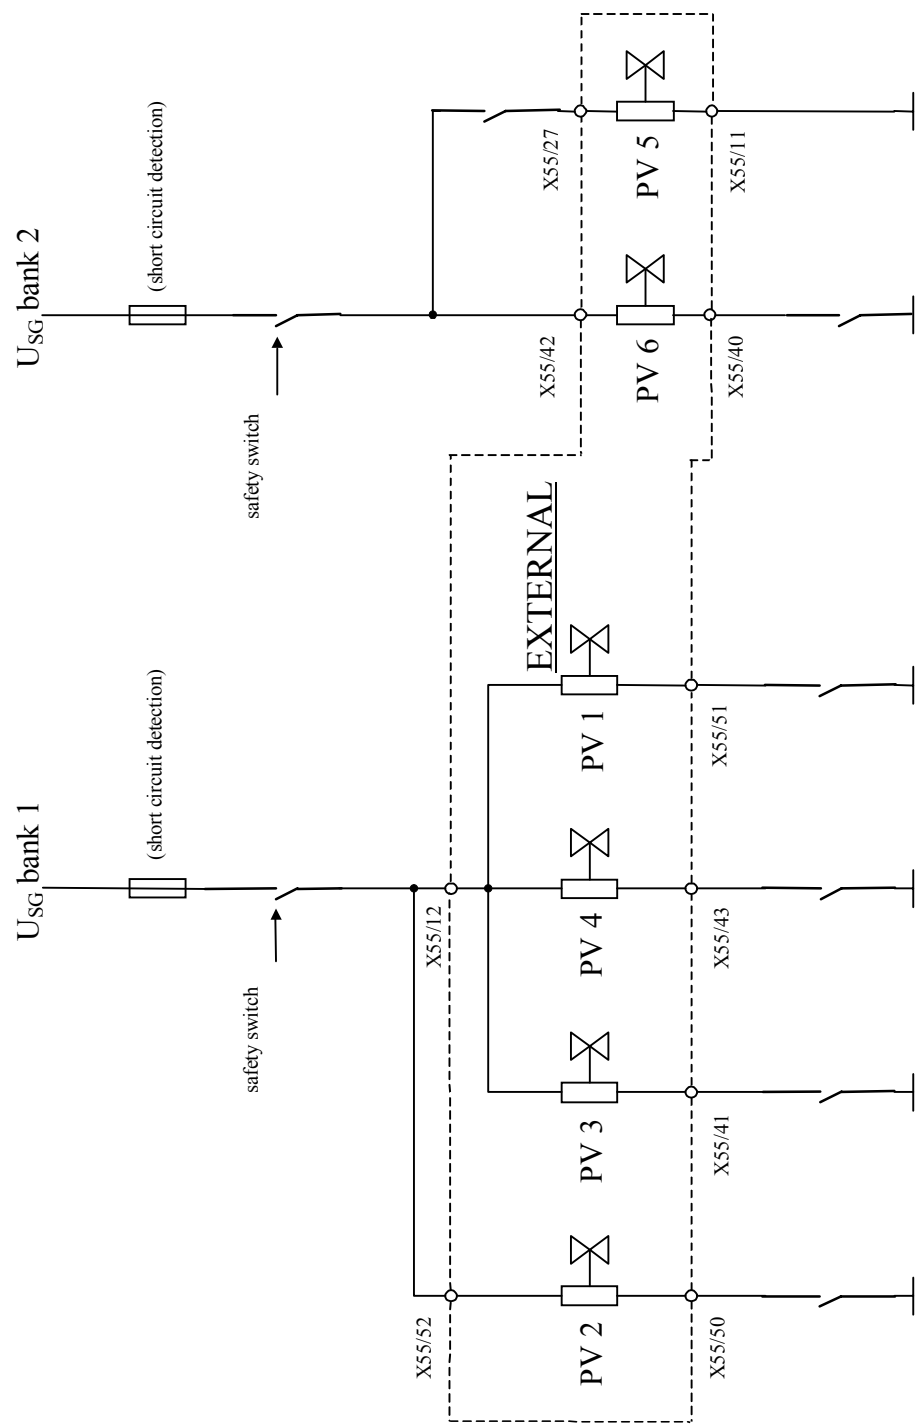 U_SG bank 1
U_SG bank 2
(short circuit detection)
(short circuit detection)
safety switch
safety switch
X55/52
X55/12
X55/42
X55/27
EXTERNAL
PV 2
PV 3
PV 4
PV 1
PV 6
PV 5
X55/50
X55/41
X55/43
X55/51
X55/40
X55/11